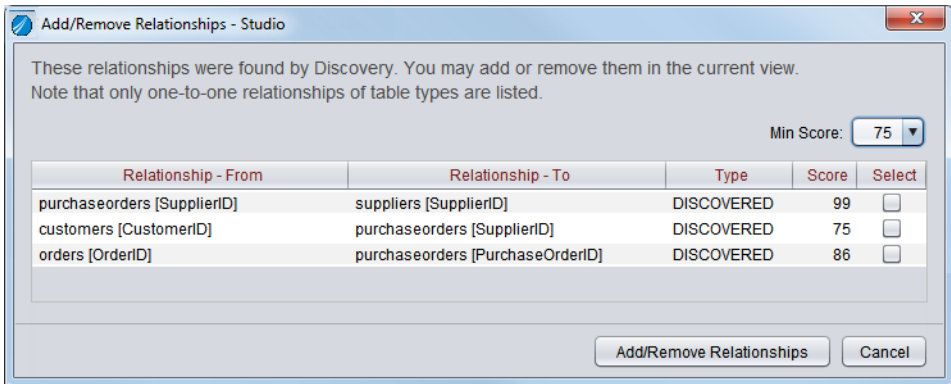 Add/Remove Relationships - Studio
These relationships were found by Discovery. You may add or remove them in the current view.
Note that only one-to-one relationships of table types are listed.
Min Score: 75
Relationship - From Relationship - To Type Score Select
purchaseorders [SupplierID] suppliers [SupplierID] DISCOVERED 99
customers [CustomerID] purchaseorders [SupplierID] DISCOVERED 75
orders [OrderID] purchaseorders [PurchaseOrderID] DISCOVERED 86
Add/Remove Relationships Cancel